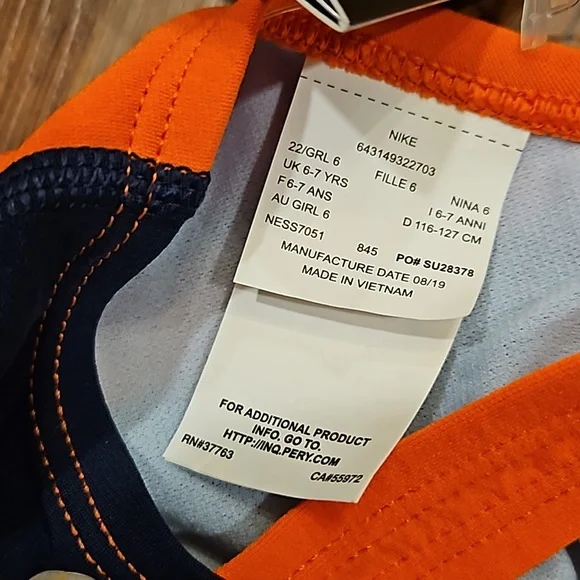 NIKE
643149322703
22/GRL 6
FILLE 6
NINA 6
UK 6-7 YRS
I 6-7 ANNI
F 6-7 ANS
D 116-127 CM
AU GIRL 6
NESS7051 845 PO# SU28378
MANUFACTURE DATE 08/19
MADE IN VIETNAM
FOR ADDITIONAL PRODUCT
INFO. GO TO.
HTTP://INQ.PERY.COM/
RN#37763 CA#55972